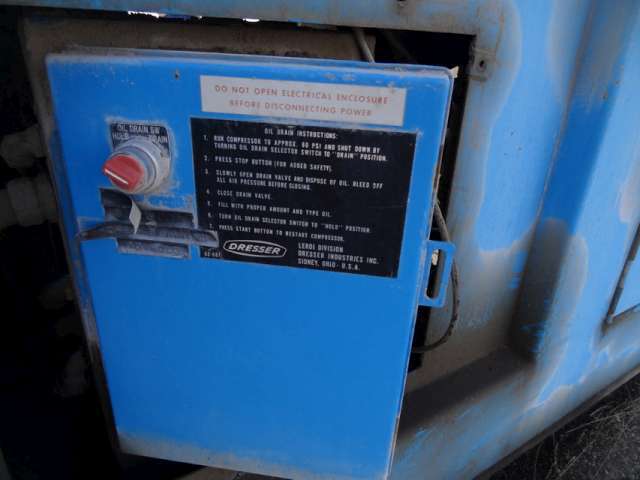 DO NOT OPEN ELECTRICAL ENCLOSURE
BEFORE DISCONNECTING POWER
OIL DRAIN SW
HOLD DRAIN
OIL DRAIN INSTRUCTIONS:
1. RUN COMPRESSOR TO APPROX. 60 PSI AND SHUT DOWN BY
TURNING OIL DRAIN SELECTOR SWITCH TO "DRAIN" POSITION.
2. PRESS STOP BUTTON (FOR ADDED SAFETY).
3. SLOWLY OPEN DRAIN VALVE AND DISPOSE OF OIL. BLEED OFF
ALL AIR PRESSURE BEFORE CLOSING.
4. CLOSE DRAIN VALVE.
5. FILL WITH PROPER AMOUNT AND TYPE OIL.
6. TURN OIL DRAIN SELECTOR SWITCH TO "HOLD" POSITION.
7. PRESS START BUTTON TO RESTART COMPRESSOR.
DRESSER
LEROI DIVISION
DRESSER INDUSTRIES INC.
SIDNEY, OHIO - U.S.A.